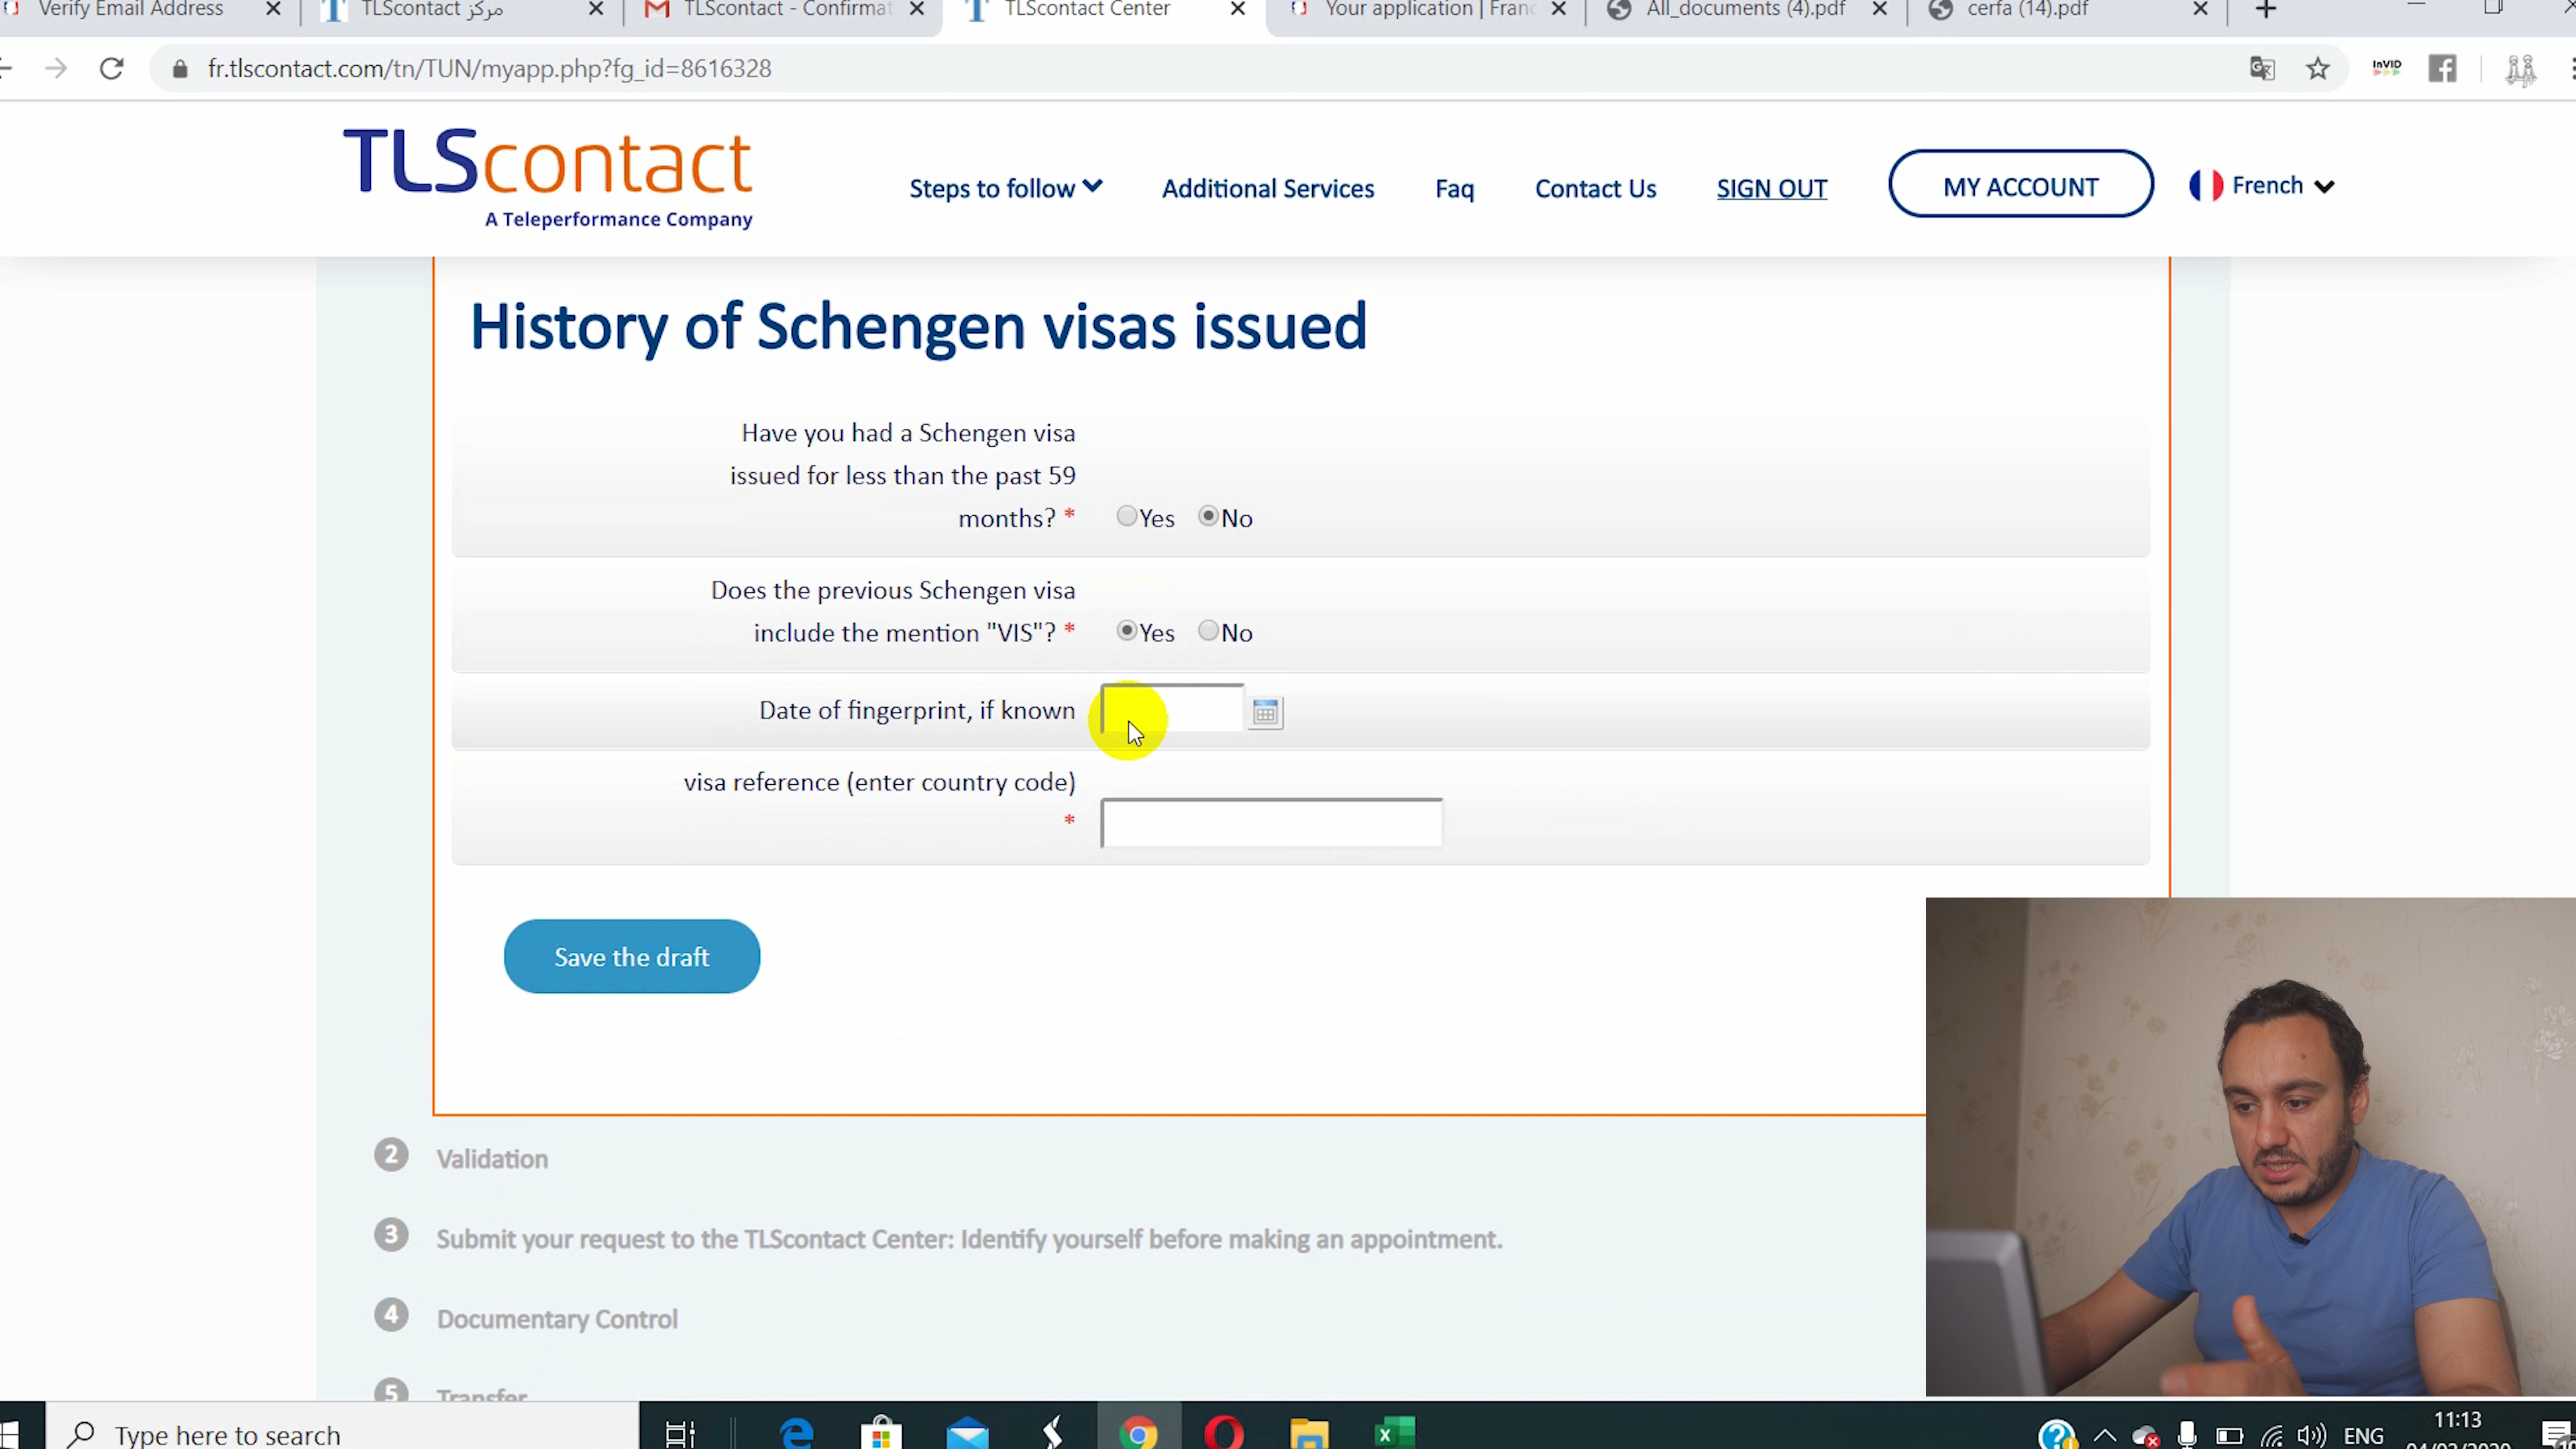 Verify Email Address
TLScontact مركز
TLScontact - Confirmat
TLScontact Center
Your application | Franc
All_documents (4).pdf
cerfa (14).pdf
fr.tlscontact.com/tn/TUN/myapp.php?fg_id=8616328
InVID
TLScontact
A Teleperformance Company
Steps to follow
Additional Services
Faq
Contact Us
SIGN OUT
MY ACCOUNT
French
History of Schengen visas issued
Have you had a Schengen visa
issued for less than the past 59
months? * Yes No
Does the previous Schengen visa
include the mention "VIS"? * Yes No
Date of fingerprint, if known
visa reference (enter country code)
*
Save the draft
2 Validation
3 Submit your request to the TLScontact Center: Identify yourself before making an appointment.
4 Documentary Control
5 Transfer
Type here to search
ENG
11:13